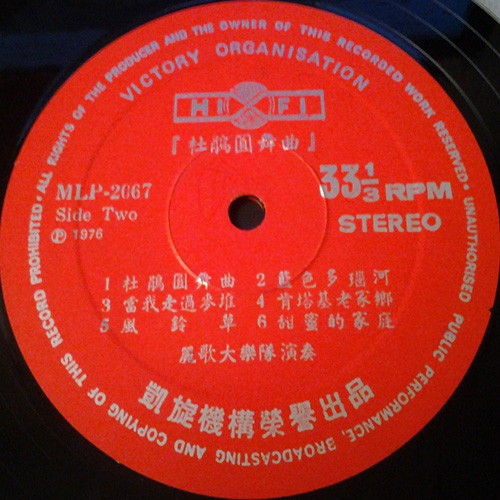 ALL RIGHTS OF THE PRODUCER AND THE OWNER OF THIS RECORDED WORK RESERVED • UNAUTHORISED PUBLIC PERFORMANCE, BROADCASTING AND COPYING OF THIS RECORD PROHIBITED •
VICTORY ORGANISATION
HI FI
『杜鵑圓舞曲』
MLP-2067
Side Two
Ⓟ 1976
33 1/3 RPM
STEREO
1 杜鵑圓舞曲 2 藍色多瑙河
3 當我走過麥堆 4 肯塔基老家鄉
5 風鈴草 6 甜蜜的家庭
麗歌大樂隊演奏
凱旋機構榮譽出品